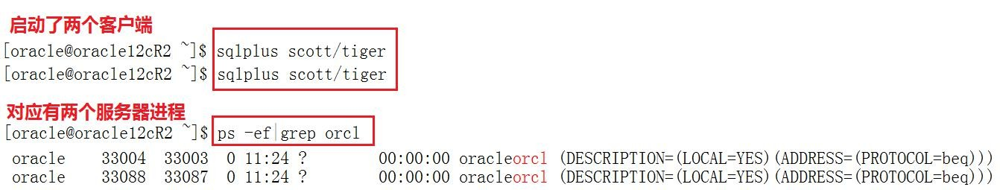 启动了两个客户端
[oracle@oracle12cR2 ~]$ sqlplus scott/tiger
[oracle@oracle12cR2 ~]$ sqlplus scott/tiger
对应有两个服务器进程
[oracle@oracle12cR2 ~]$ ps -ef|grep orcl
oracle 33004 33003 0 11:24 ? 00:00:00 oracleorcl (DESCRIPTION=(LOCAL=YES)(ADDRESS=(PROTOCOL=beq)))
oracle 33088 33087 0 11:24 ? 00:00:00 oracleorcl (DESCRIPTION=(LOCAL=YES)(ADDRESS=(PROTOCOL=beq)))